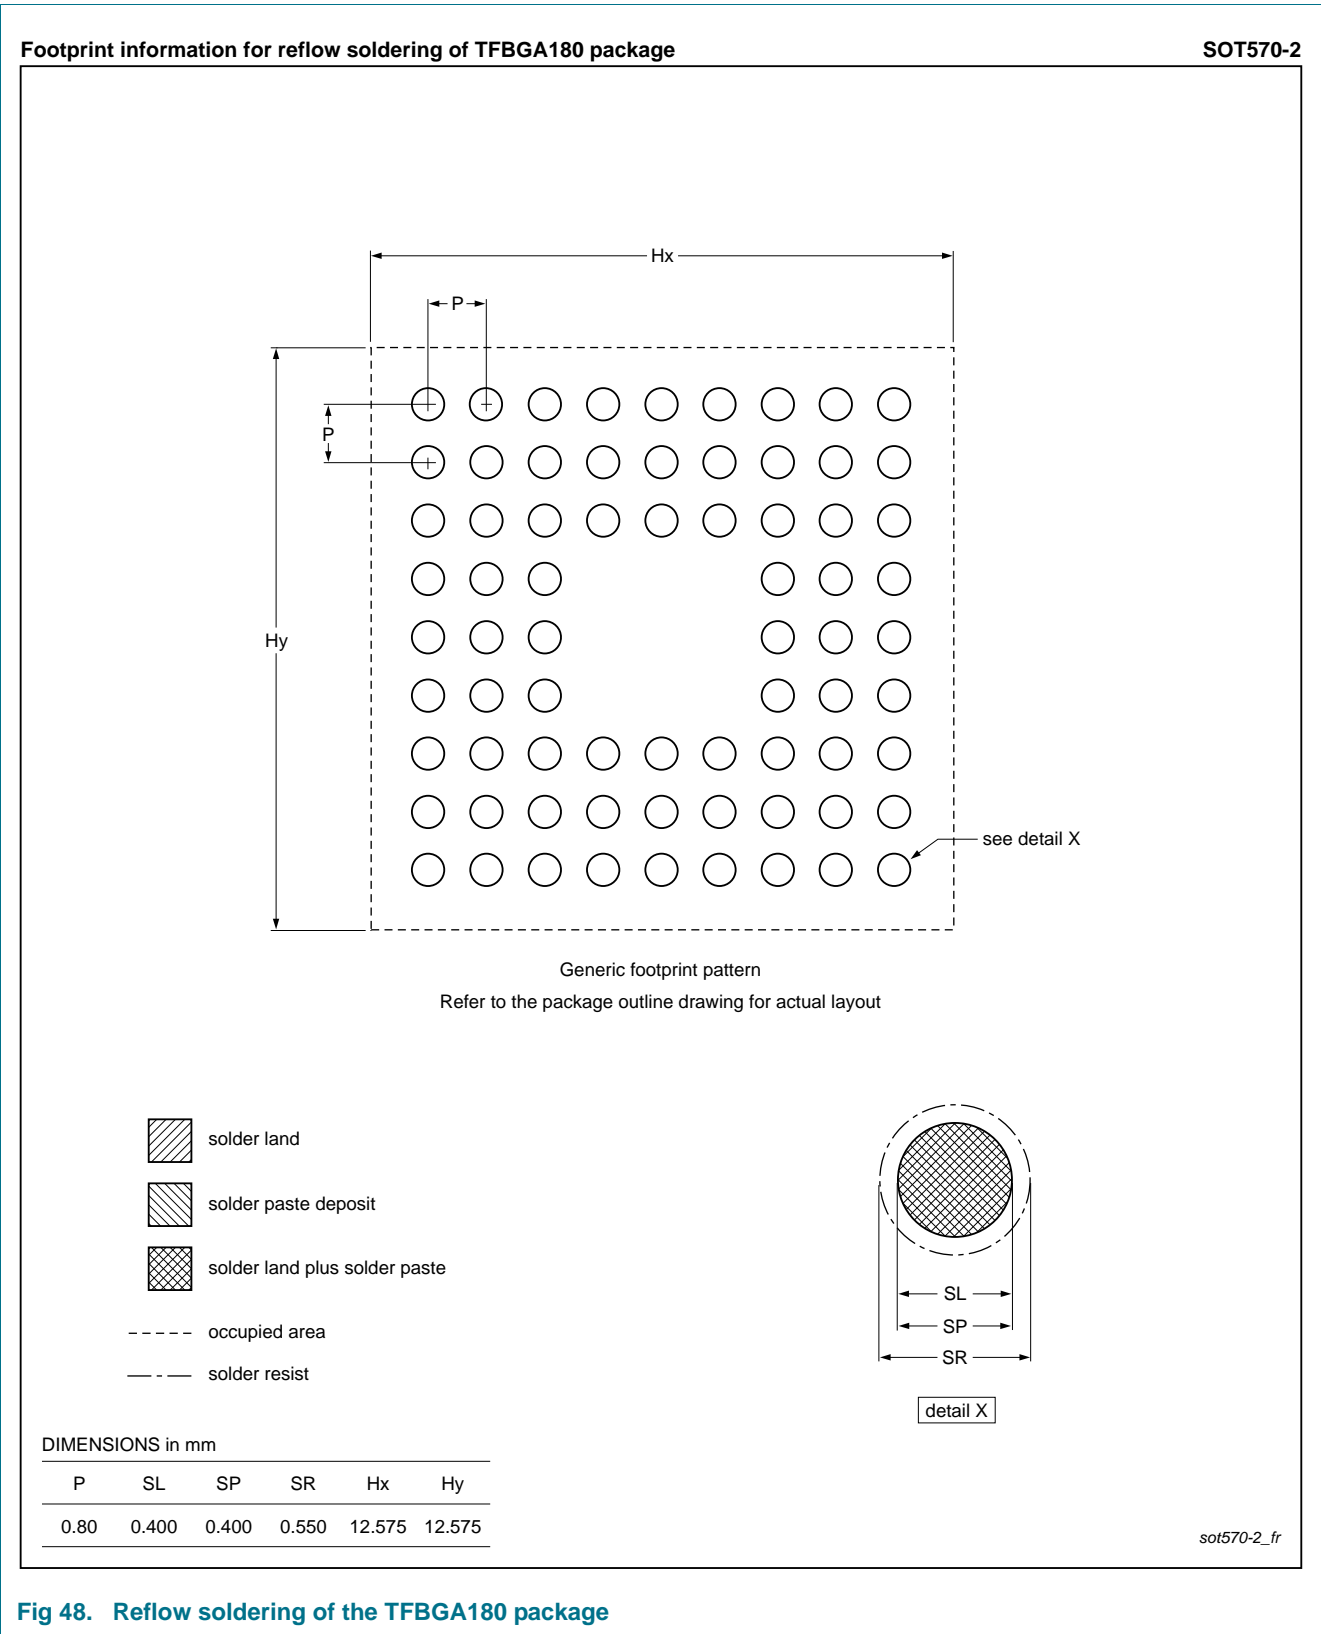 Footprint information for reflow soldering of TFBGA180 package SOT570-2
Hx
P
P
Hy
see detail X
Generic footprint pattern
Refer to the package outline drawing for actual layout
solder land
solder paste deposit
solder land plus solder paste
occupied area
solder resist
SL
SP
SR
detail X
DIMENSIONS in mm
P SL SP SR Hx Hy
0.80 0.400 0.400 0.550 12.575 12.575
sot570-2_fr
Fig 48. Reflow soldering of the TFBGA180 package